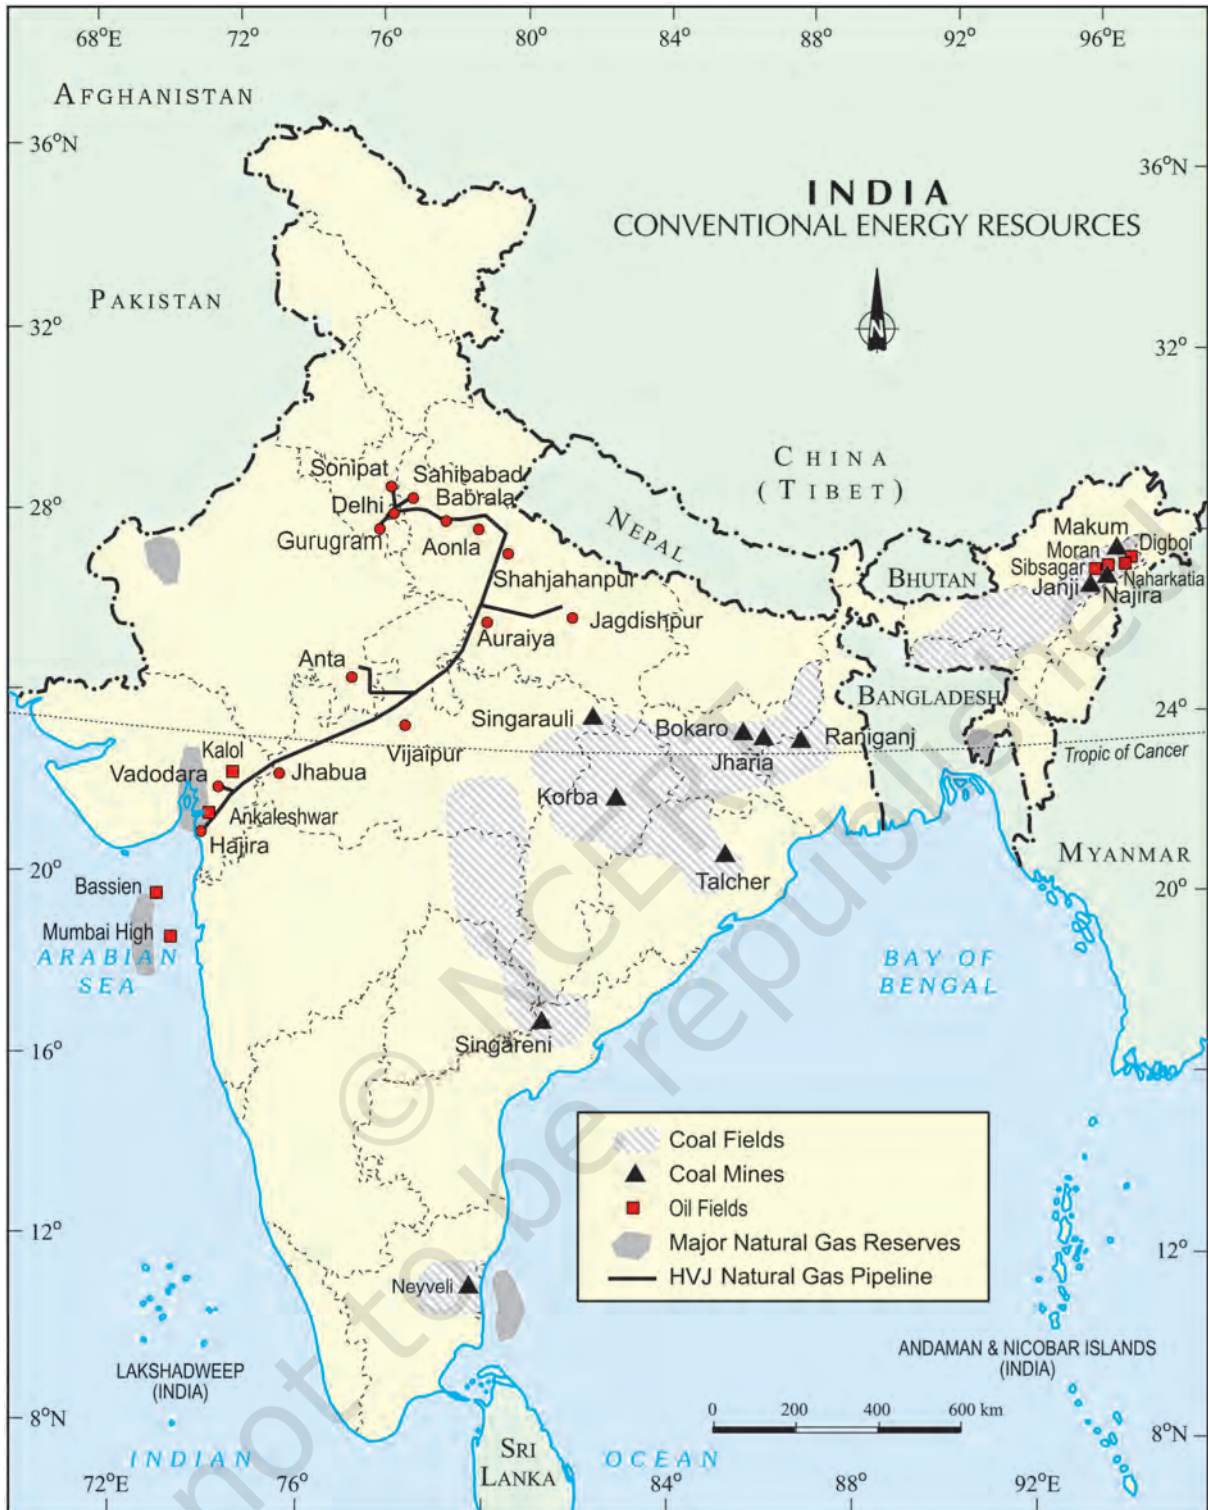 68°E 72° 76° 80° 84° 88° 92° 96°E
AFGHANISTAN
36°N
36°N
INDIA
CONVENTIONAL ENERGY RESOURCES
PAKISTAN
N
32°
32°
CHINA
(TIBET)
Sonipat
Sahibabad
Delhi
Babrala
28°
28°
Gurugram
Aonla
NEPAL
Shahjahanpur
Makum
Digboi
Moran
Sibsagar
Naharkatia
Janji
Najira
BHUTAN
Jagdishpur
Auraiya
Anta
BANGLADESH
24°
24°
Singarauli
Bokaro
Raniganj
Vijaipur
Jharia
Tropic of Cancer
Kalol
Vadodara
Jhabua
Korba
Ankaleshwar
Hajira
MYANMAR
20°
20°
Talcher
Bassien
Mumbai High
ARABIAN
SEA
BAY OF
BENGAL
Singareni
16°
16°
Coal Fields
Coal Mines
Oil Fields
Major Natural Gas Reserves
HVJ Natural Gas Pipeline
12°
12°
Neyveli
LAKSHADWEEP
(INDIA)
ANDAMAN & NICOBAR ISLANDS
(INDIA)
0 200 400 600 km
8°N
8°N
INDIAN
OCEAN
SRI
LANKA
72°E 76° 84° 88° 92°E
© NCERT
not to be republished